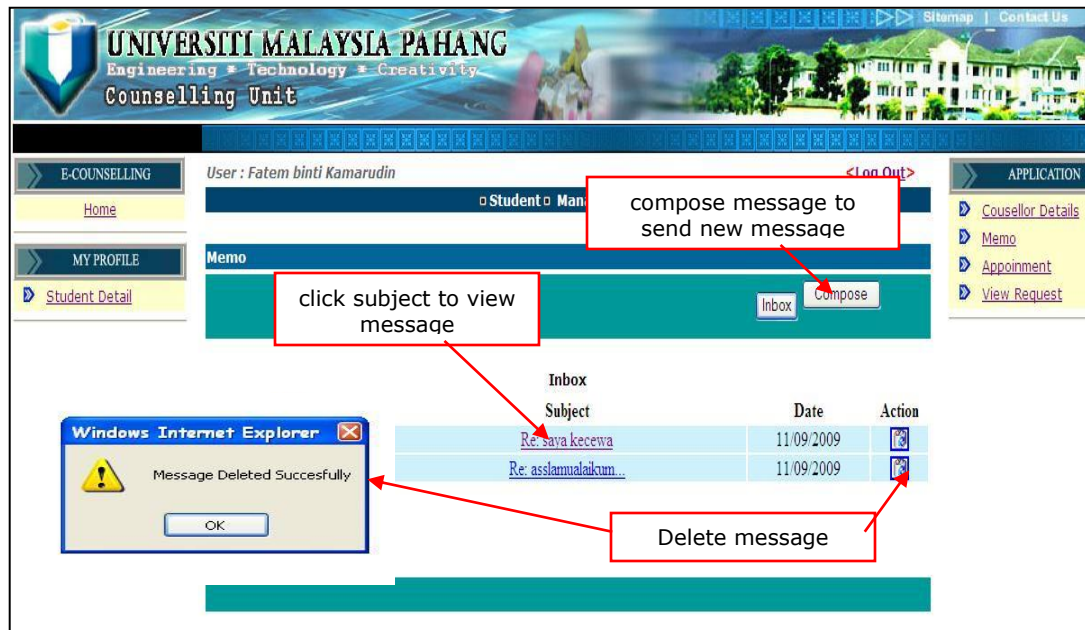 Sitemap | Contact Us
UNIVERSITI MALAYSIA PAHANG
Engineering * Technology * Creativity
Counselling Unit
E-COUNSELLING
Home
MY PROFILE
Student Detail
User : Fatem binti Kamarudin
<Log Out>
Student
compose message to
send new message
Memo
click subject to view
message
Inbox
Compose
Inbox
Subject Date Action
Re: saya kecewa 11/09/2009
Re: asslamualaikum... 11/09/2009
Windows Internet Explorer
Message Deleted Succesfully
OK
Delete message
APPLICATION
Cousellor Details
Memo
Appoinment
View Request